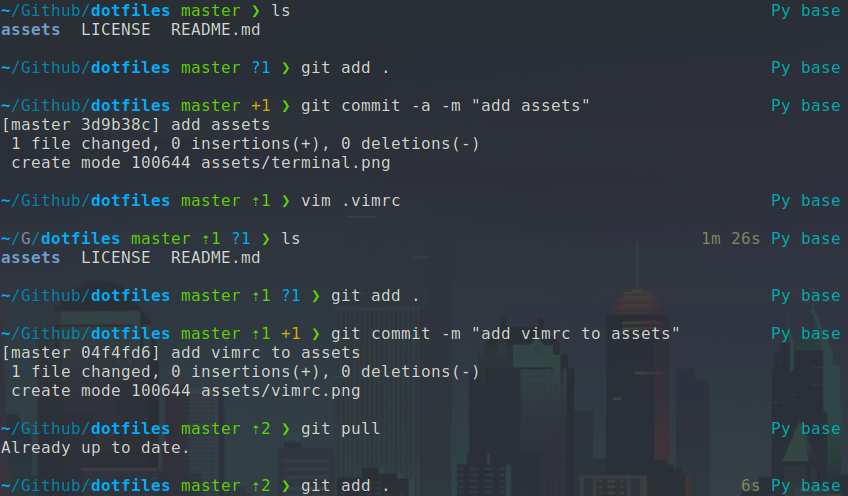 ~/Github/dotfiles master ❯ ls Py base
assets LICENSE README.md
~/Github/dotfiles master ?1 ❯ git add . Py base
~/Github/dotfiles master +1 ❯ git commit -a -m "add assets" Py base
[master 3d9b38c] add assets
1 file changed, 0 insertions(+), 0 deletions(-)
create mode 100644 assets/terminal.png
~/Github/dotfiles master ⇡1 ❯ vim .vimrc Py base
~/G/dotfiles master ⇡1 ?1 ❯ ls 1m 26s Py base
assets LICENSE README.md
~/Github/dotfiles master ⇡1 ?1 ❯ git add . Py base
~/Github/dotfiles master ⇡1 +1 ❯ git commit -m "add vimrc to assets" Py base
[master 04f4fd6] add vimrc to assets
1 file changed, 0 insertions(+), 0 deletions(-)
create mode 100644 assets/vimrc.png
~/Github/dotfiles master ⇡2 ❯ git pull Py base
Already up to date.
~/Github/dotfiles master ⇡2 ❯ git add . 6s Py base